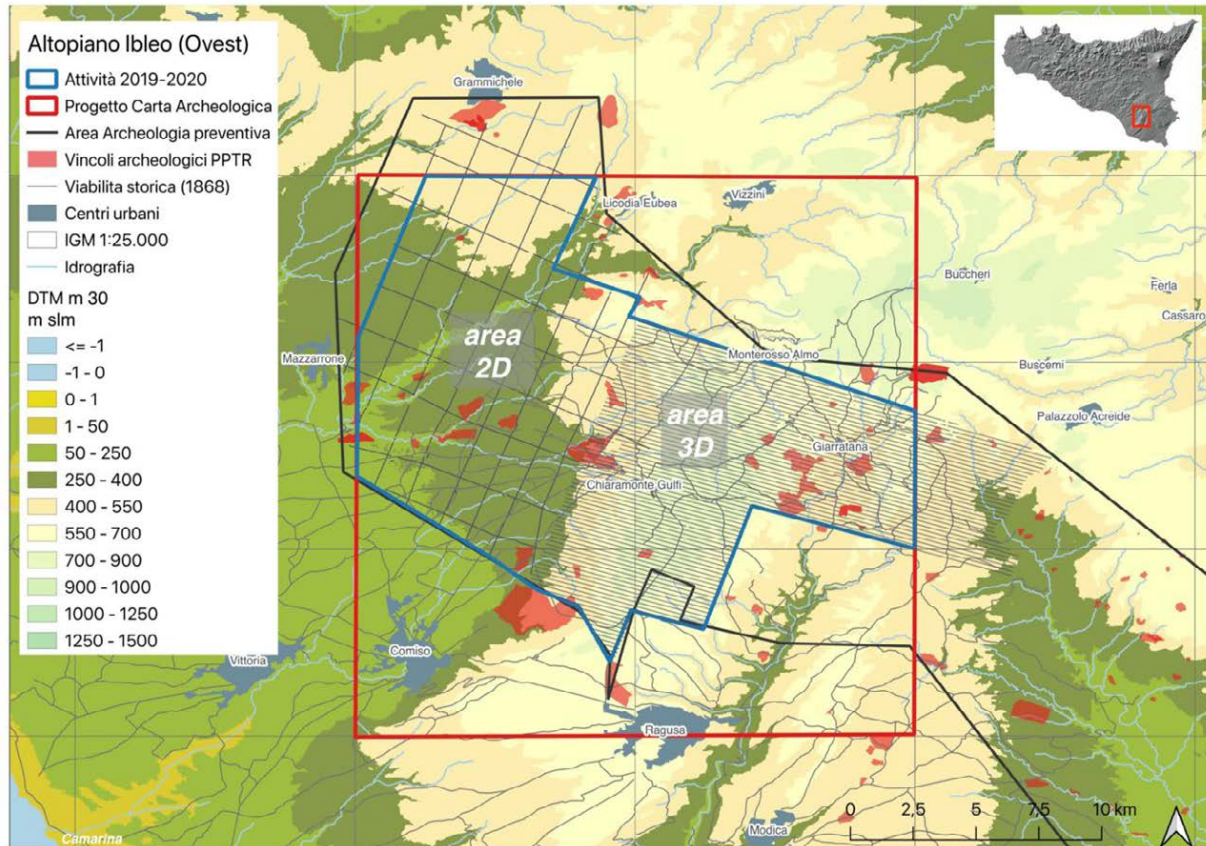 Altopiano Ibleo (Ovest)
Attività 2019-2020
Progetto Carta Archeologica
Area Archeologia preventiva
Vincoli archeologici PPTR
Viabilita storica (1868)
Centri urbani
IGM 1:25.000
Idrografia
DTM m 30
m slm
<= -1
-1 - 0
0 - 1
1 - 50
50 - 250
250 - 400
400 - 550
550 - 700
700 - 900
900 - 1000
1000 - 1250
1250 - 1500
Grammichele
Licodia Eubea
Vizzini
Buccheri
Ferla
Cassaro
area
2D
Mazzarrone
Monterosso Almo
Buscemi
Palazzolo Acreide
area
3D
Giarratana
Chiaramonte Gulfi
Vittoria
Comiso
Ragusa
Modica
Camarina
0 2,5 5 7,5 10 km